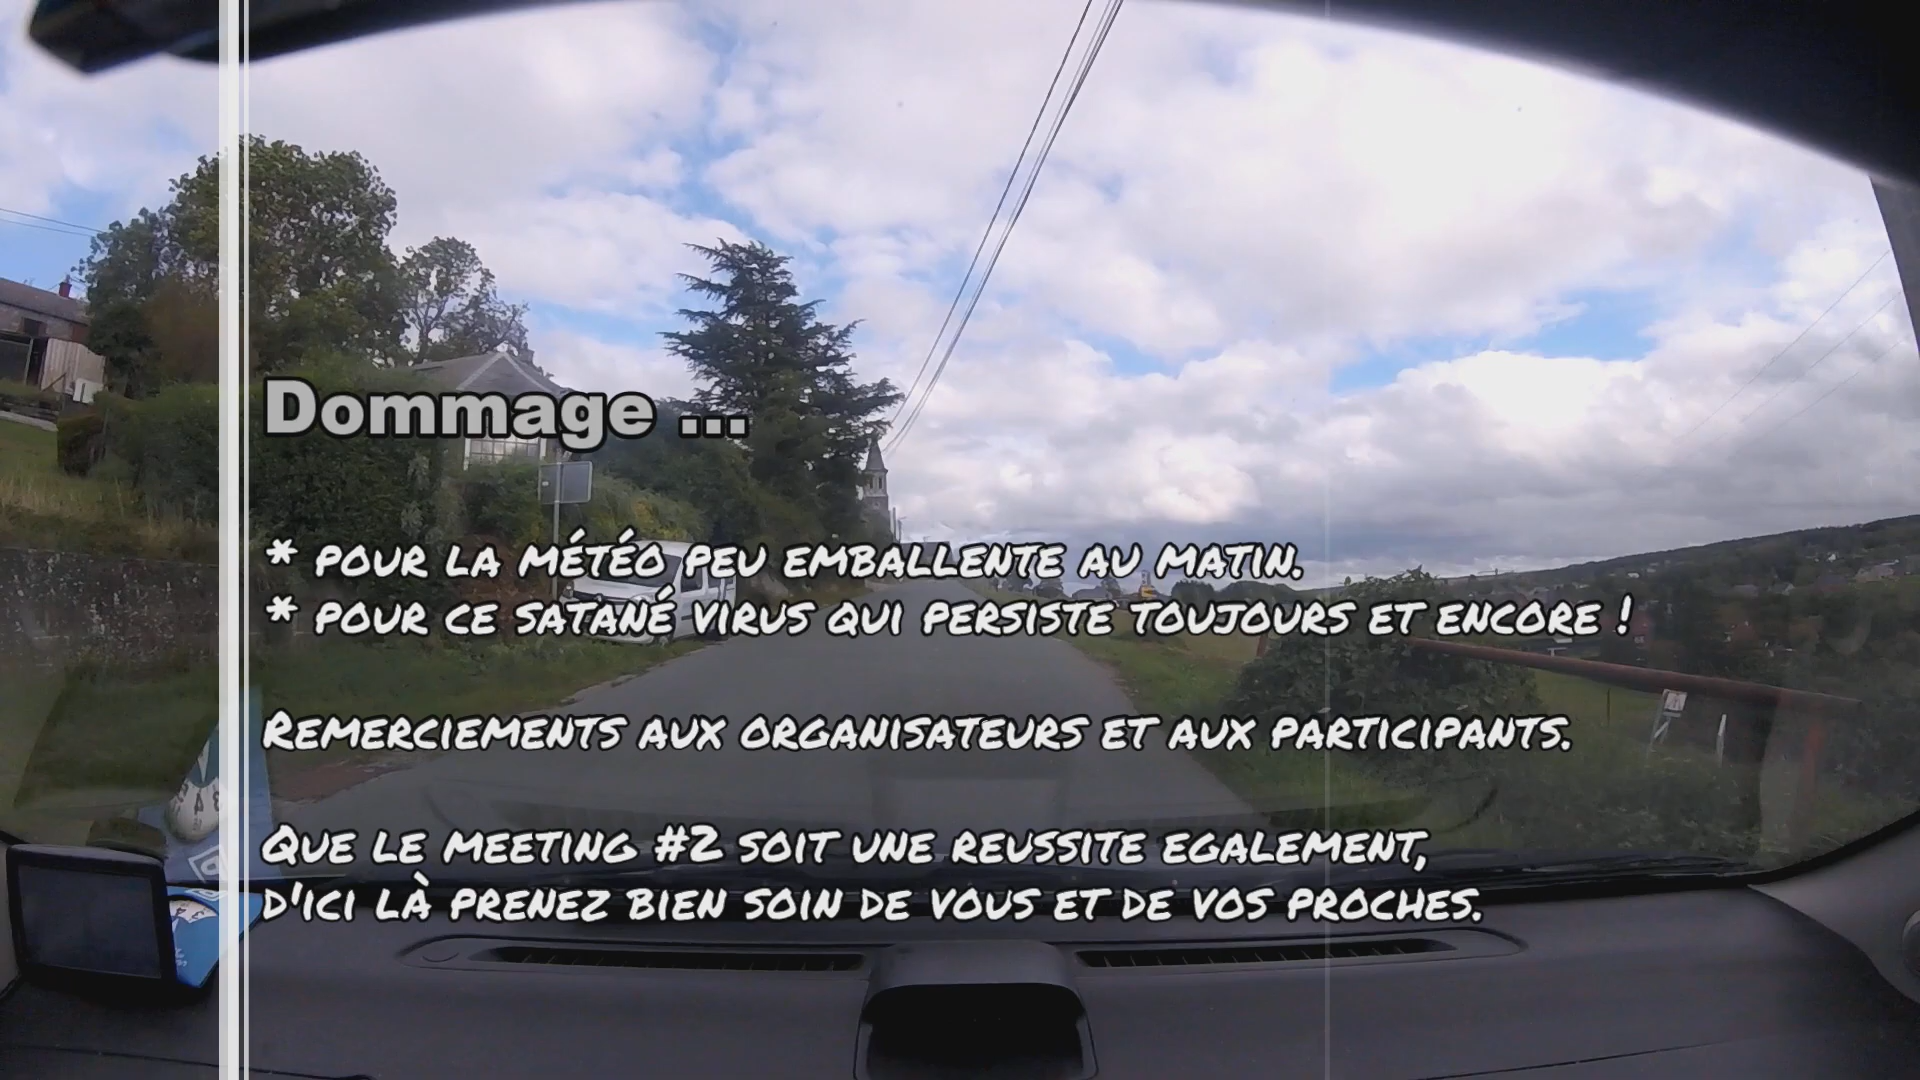 Dommage ...
* POUR LA MÉTÉO PEU EMBALLENTE AU MATIN.
* POUR CE SATANÉ VIRUS QUI PERSISTE TOUJOURS ET ENCORE !
REMERCIEMENTS AUX ORGANISATEURS ET AUX PARTICIPANTS.
QUE LE MEETING #2 SOIT UNE REUSSITE EGALEMENT,
D'ICI LÀ PRENEZ BIEN SOIN DE VOUS ET DE VOS PROCHES.